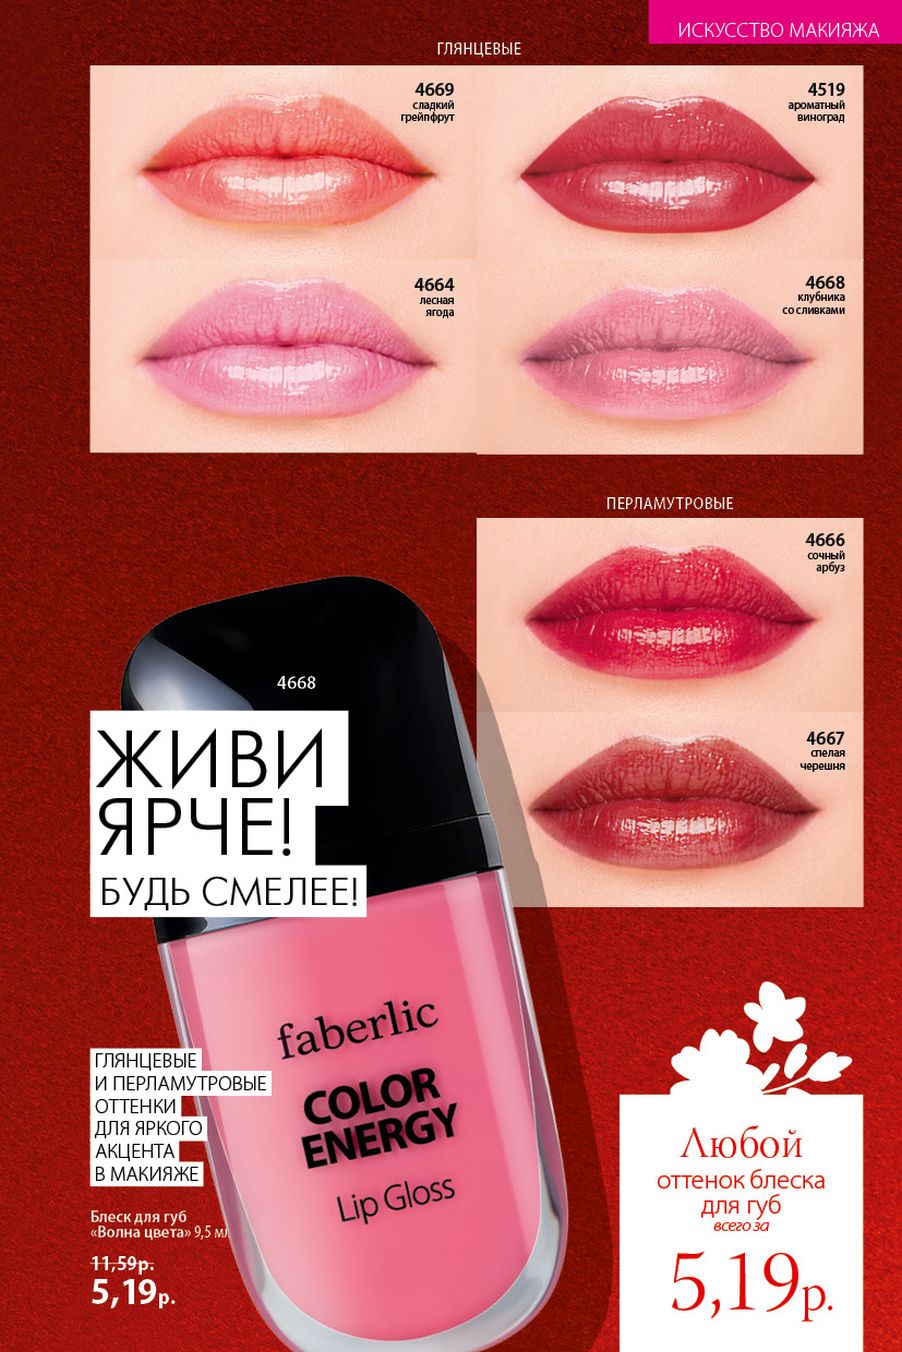 ИСКУССТВО МАКИЯЖА
ГЛЯНЦЕВЫЕ
4669
сладкий
грейпфрут
4519
ароматный
виноград
4664
лесная
ягода
4668
клубника
со сливками
ПЕРЛАМУТРОВЫЕ
4666
сочный
арбуз
4667
спелая
черешня
4668
ЖИВИ
ЯРЧЕ!
БУДЬ СМЕЛЕЕ!
faberlic
COLOR
ENERGY
Lip Gloss
ГЛЯНЦЕВЫЕ
И ПЕРЛАМУТРОВЫЕ
ОТТЕНКИ
ДЛЯ ЯРКОГО
АКЦЕНТА
В МАКИЯЖЕ
Блеск для губ
«Волна цвета» 9,5 мл
11,59р.
5,19р.
Любой
оттенок блеска
для губ
всего за
5,19р.